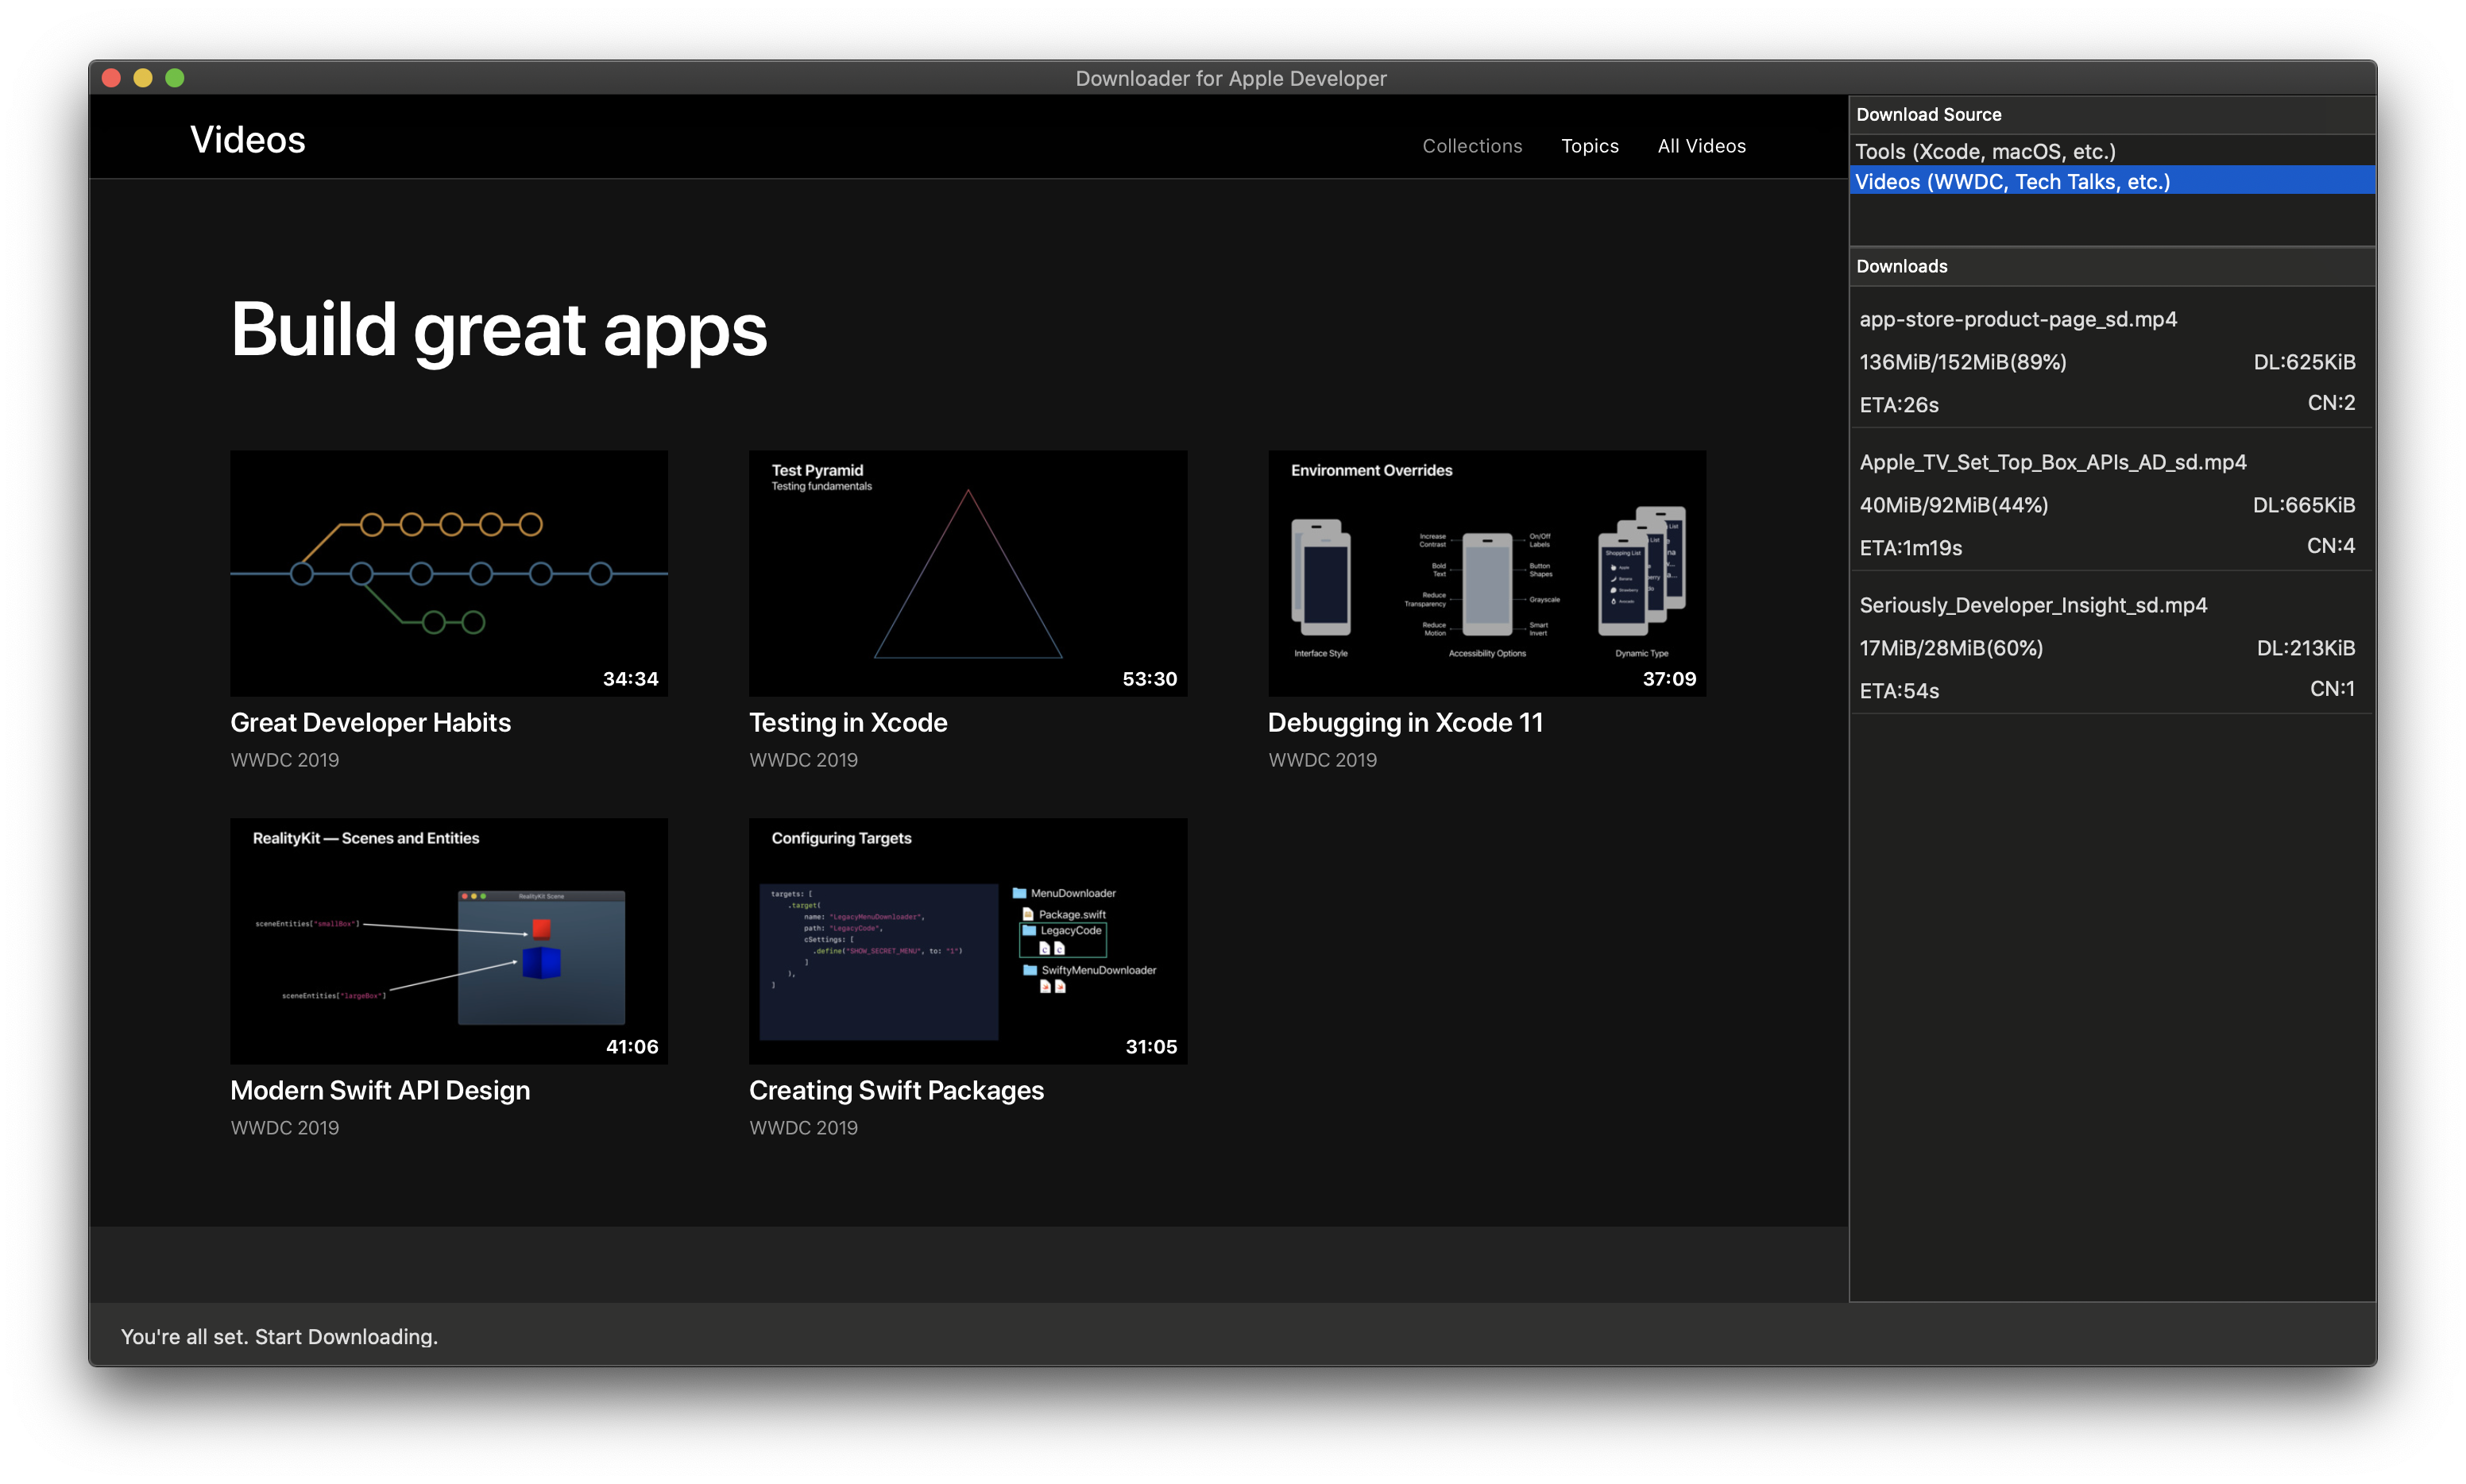 Downloader for Apple Developer
Videos
Collections
Topics
All Videos
Build great apps
34:34
Great Developer Habits
WWDC 2019
Test Pyramid
Testing fundamentals
53:30
Testing in Xcode
WWDC 2019
Environment Overrides
Interface Style
Increase Contrast
Bold Text
Reduce Transparency
Reduce Motion
On/Off Labels
Button Shapes
Grayscale
Smart Invert
Accessibility Options
Shopping List
Apple
Banana
Strawberry
Avocado
Dynamic Type
37:09
Debugging in Xcode 11
WWDC 2019
RealityKit — Scenes and Entities
RealityKit Scene
sceneEntities["smallBox"]
sceneEntities["largeBox"]
41:06
Modern Swift API Design
WWDC 2019
Configuring Targets
targets: [
.target(
name: "LegacyMenuDownloader",
path: "LegacyCode",
cSettings: [
.define("SHOW_SECRET_MENU", to: "1")
]
),
]
MenuDownloader
Package.swift
LegacyCode
SwiftyMenuDownloader
31:05
Creating Swift Packages
WWDC 2019
Download Source
Tools (Xcode, macOS, etc.)
Videos (WWDC, Tech Talks, etc.)
Downloads
app-store-product-page_sd.mp4
136MiB/152MiB(89%) DL:625KiB
ETA:26s CN:2
Apple_TV_Set_Top_Box_APIs_AD_sd.mp4
40MiB/92MiB(44%) DL:665KiB
ETA:1m19s CN:4
Seriously_Developer_Insight_sd.mp4
17MiB/28MiB(60%) DL:213KiB
ETA:54s CN:1
You're all set. Start Downloading.